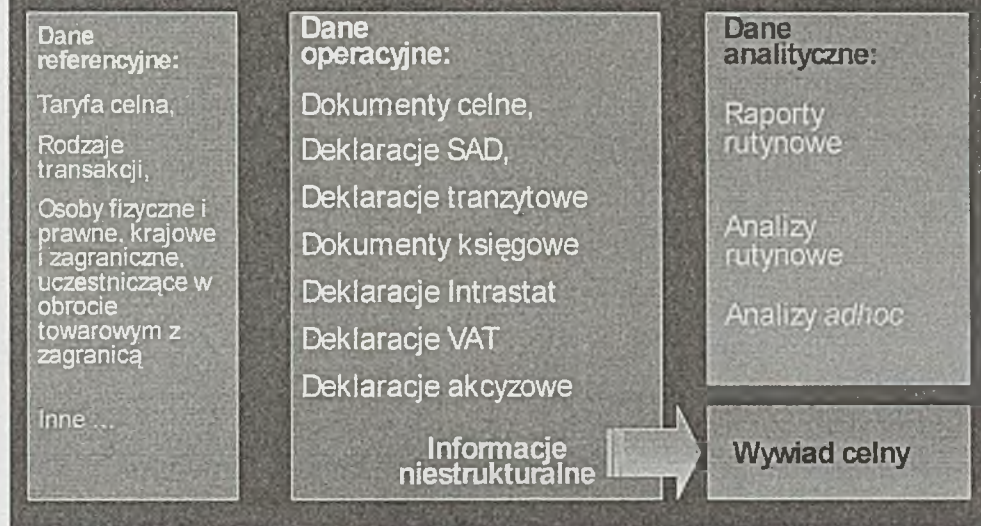 Dane
referencyjne:
Taryfa celna,
Rodzaje
transakcji,
Osoby fizyczne i
prawne, krajowe
i zagraniczne,
uczestniczące w
obrocie
towarowym z
zagranicą
Inne ...
Dane
operacyjne:
Dokumenty celne,
Deklaracje SAD,
Deklaracje tranzytowe
Dokumenty księgowe
Deklaracje Intrastat
Deklaracje VAT
Deklaracje akcyzowe
Informacje
niestrukturalne
Dane
analityczne:
Raporty
rutynowe
Analizy
rutynowe
Analizy adhoc
Wywiad celny